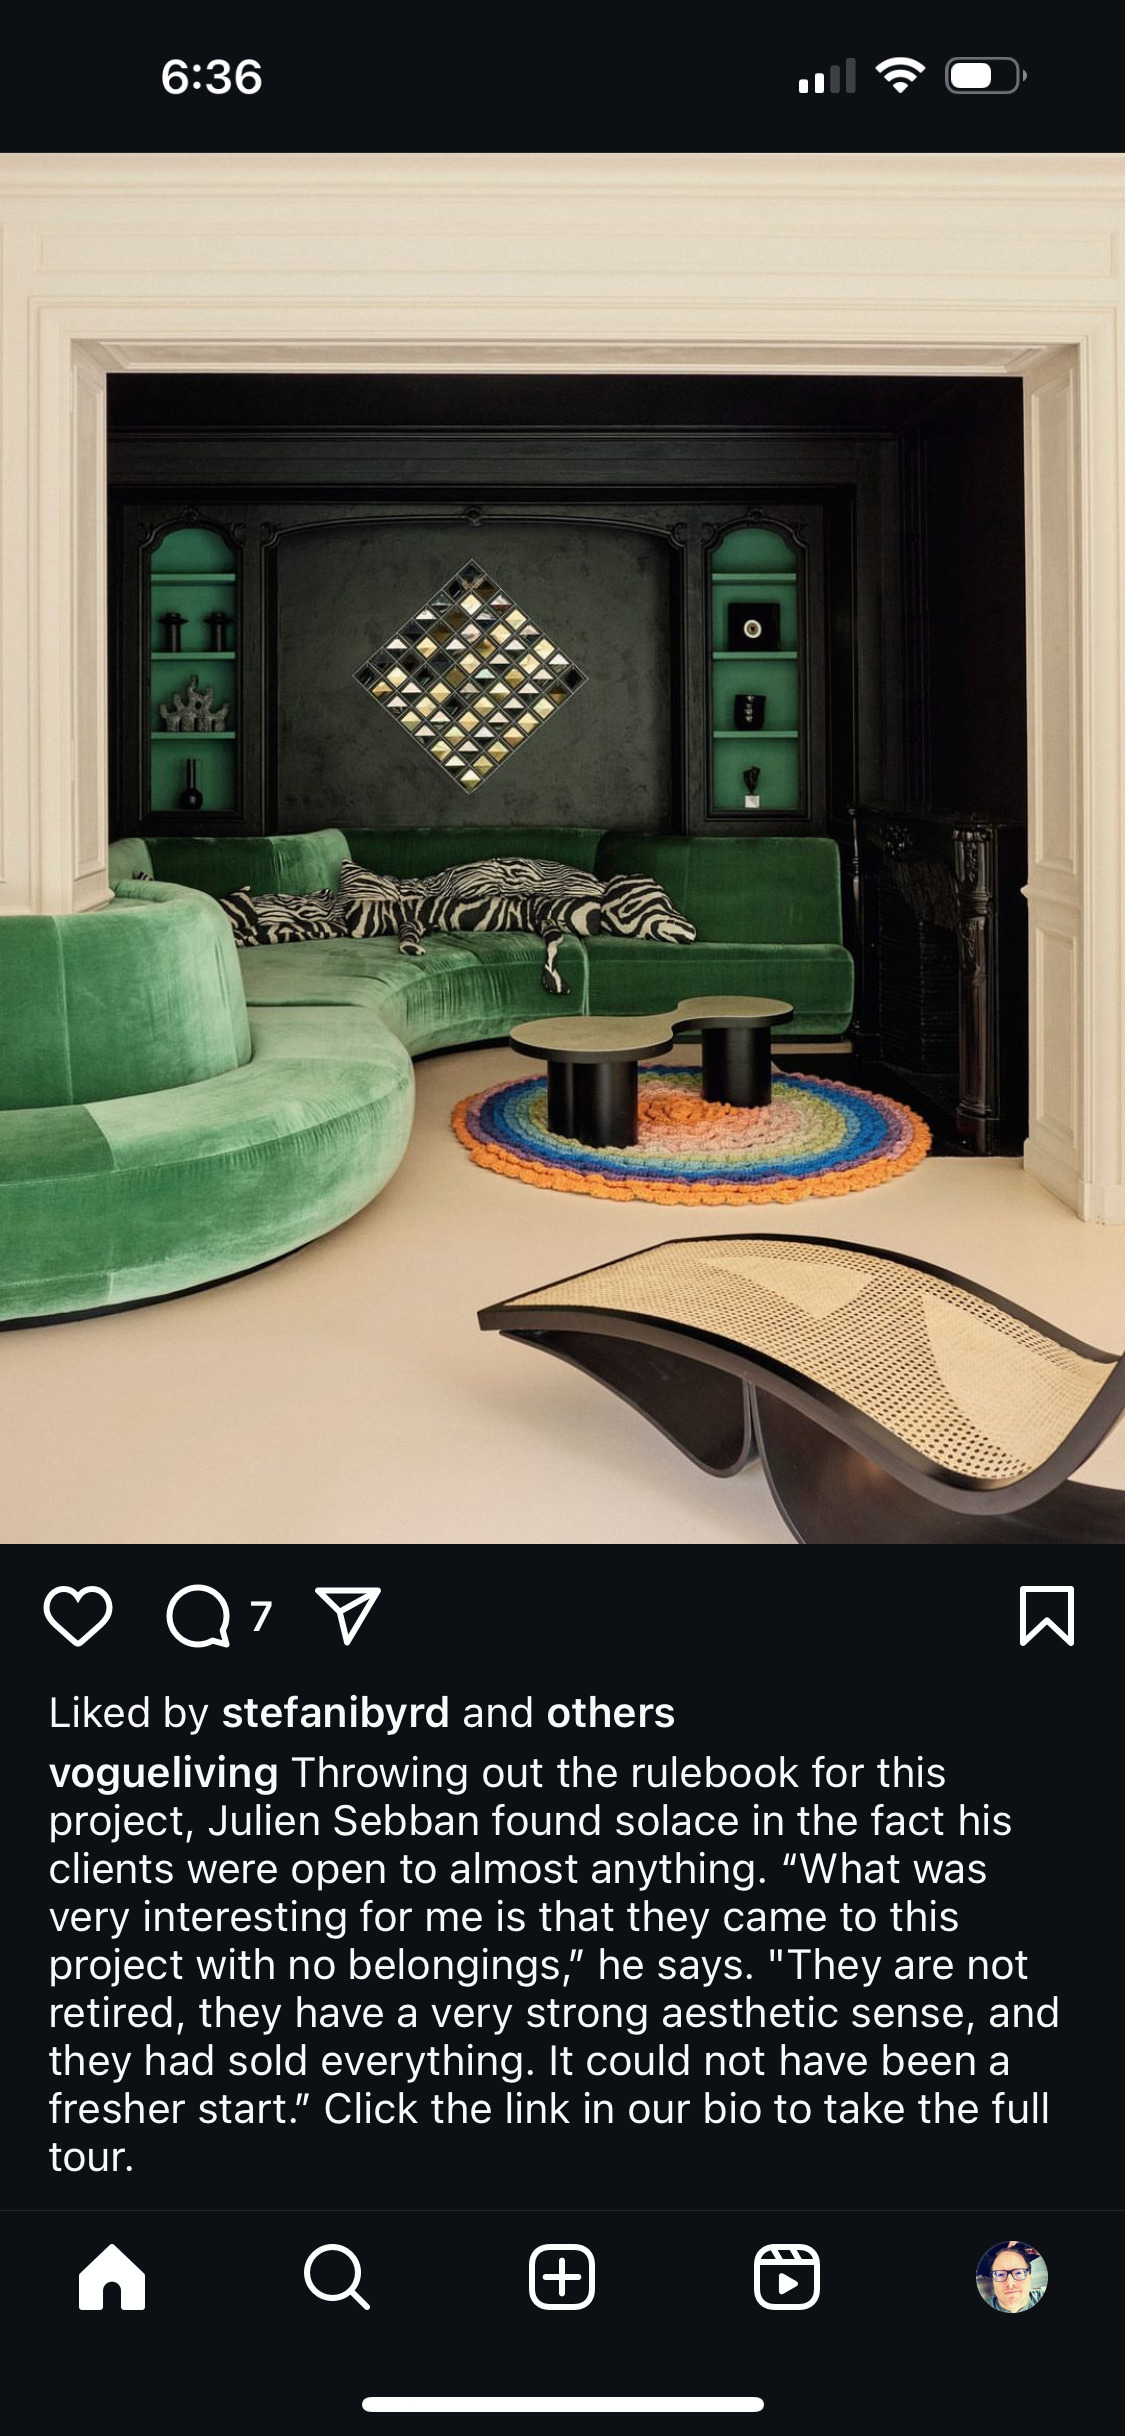 6:36
7
Liked by stefanibyrd and others
vogueliving Throwing out the rulebook for this
project, Julien Sebban found solace in the fact his
clients were open to almost anything. “What was
very interesting for me is that they came to this
project with no belongings,” he says. "They are not
retired, they have a very strong aesthetic sense, and
they had sold everything. It could not have been a
fresher start.” Click the link in our bio to take the full
tour.